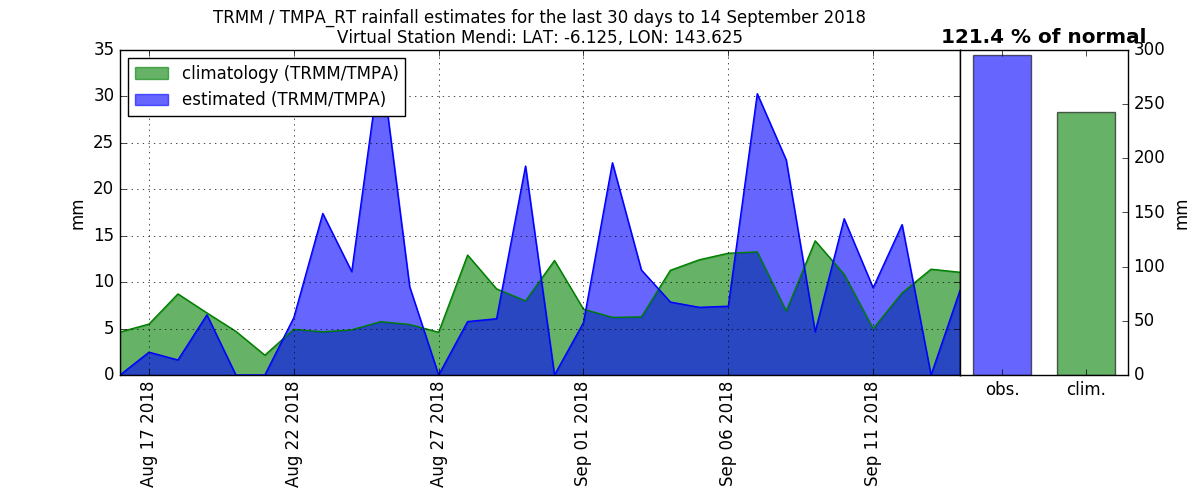 TRMM / TMPA_RT rainfall estimates for the last 30 days to 14 September 2018
Virtual Station Mendi: LAT: -6.125, LON: 143.625
121.4 % of normal
climatology (TRMM/TMPA)
estimated (TRMM/TMPA)
mm
35
30
25
20
15
10
5
0
Aug 17 2018
Aug 22 2018
Aug 27 2018
Sep 01 2018
Sep 06 2018
Sep 11 2018
obs.
clim.
300
250
200
150
100
50
0
mm